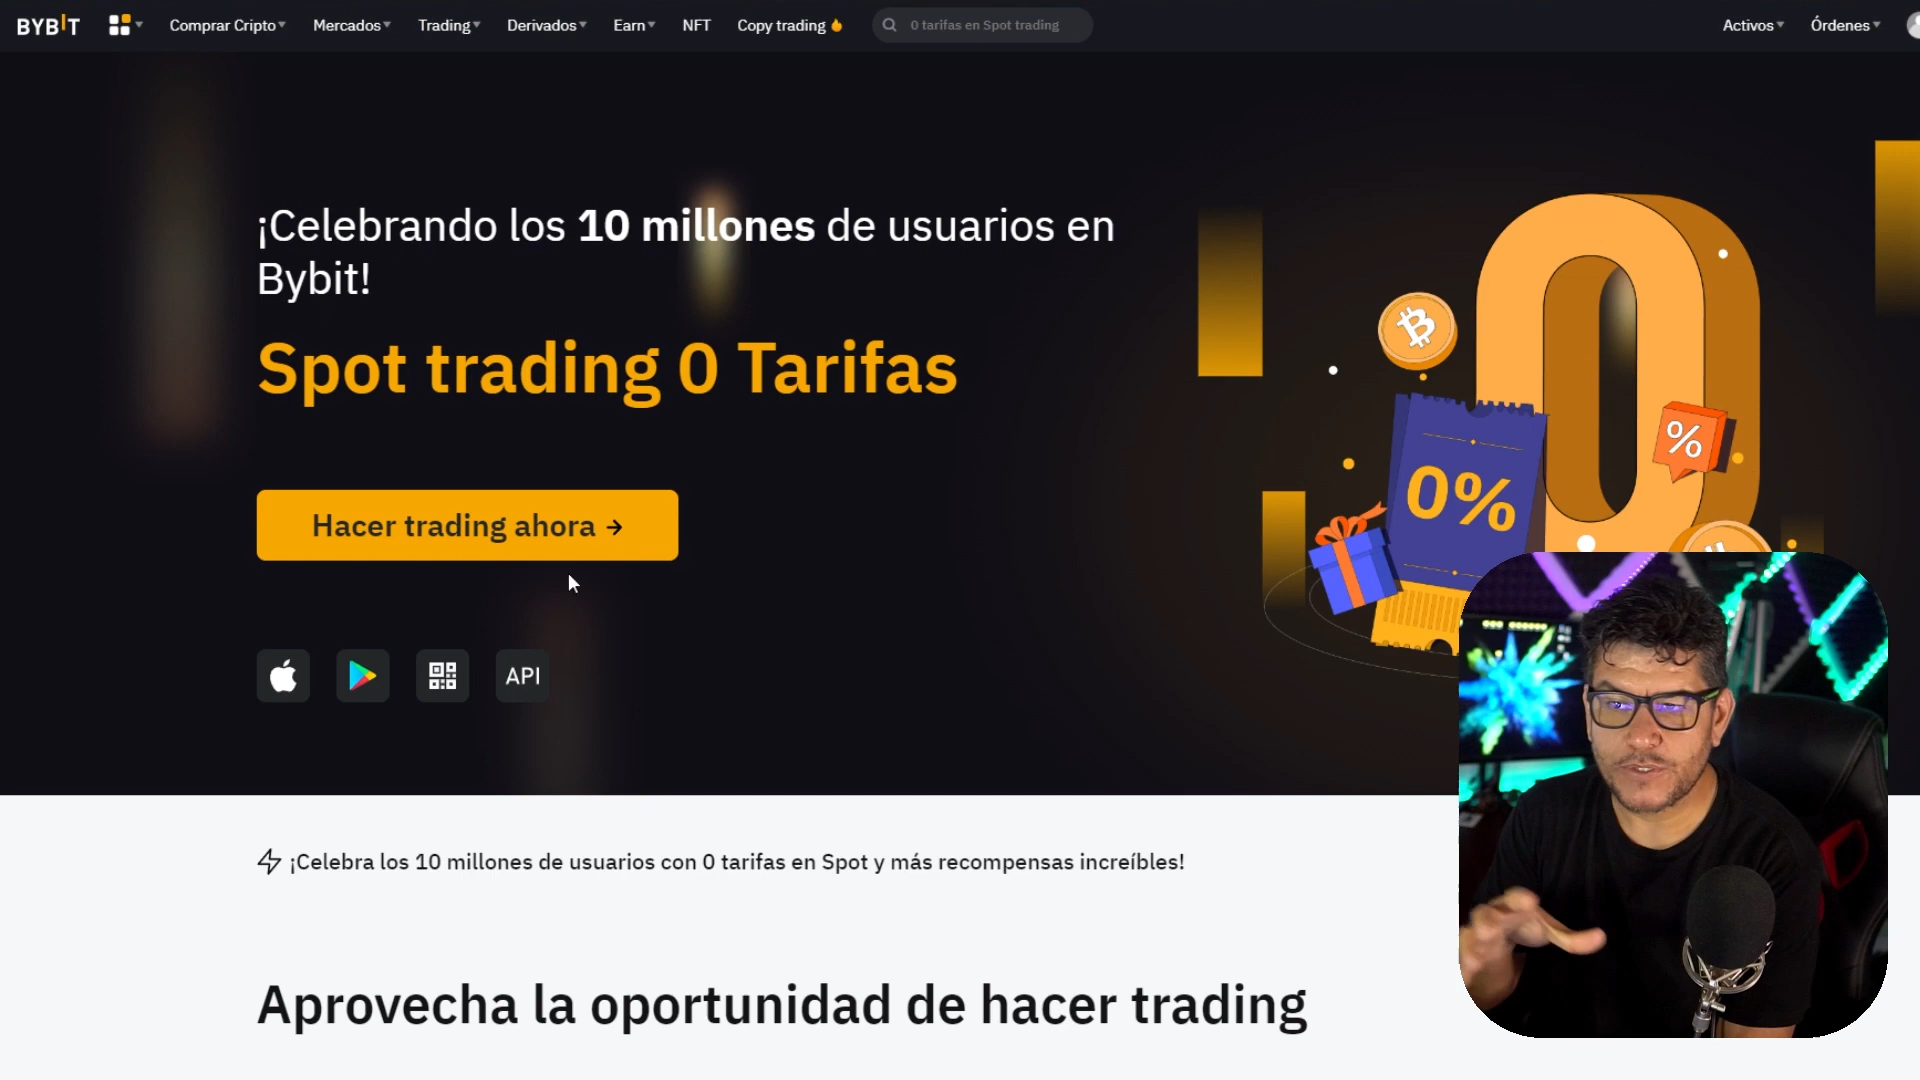 BYBIT
Comprar Cripto
Mercados
Trading
Derivados
Earn
NFT
Copy trading
0 tarifas en Spot trading
Activos
Órdenes
¡Celebrando los 10 millones de usuarios en
Bybit!
Spot trading 0 Tarifas
Hacer trading ahora →
API
0%
%
¡Celebra los 10 millones de usuarios con 0 tarifas en Spot y más recompensas increíbles!
Aprovecha la oportunidad de hacer trading